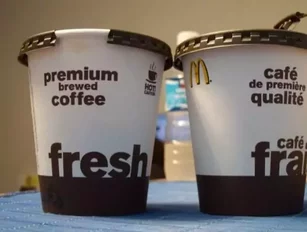 premium
brewed
coffee
HOT!
fresh
M
café
de première
qualité
café
fra